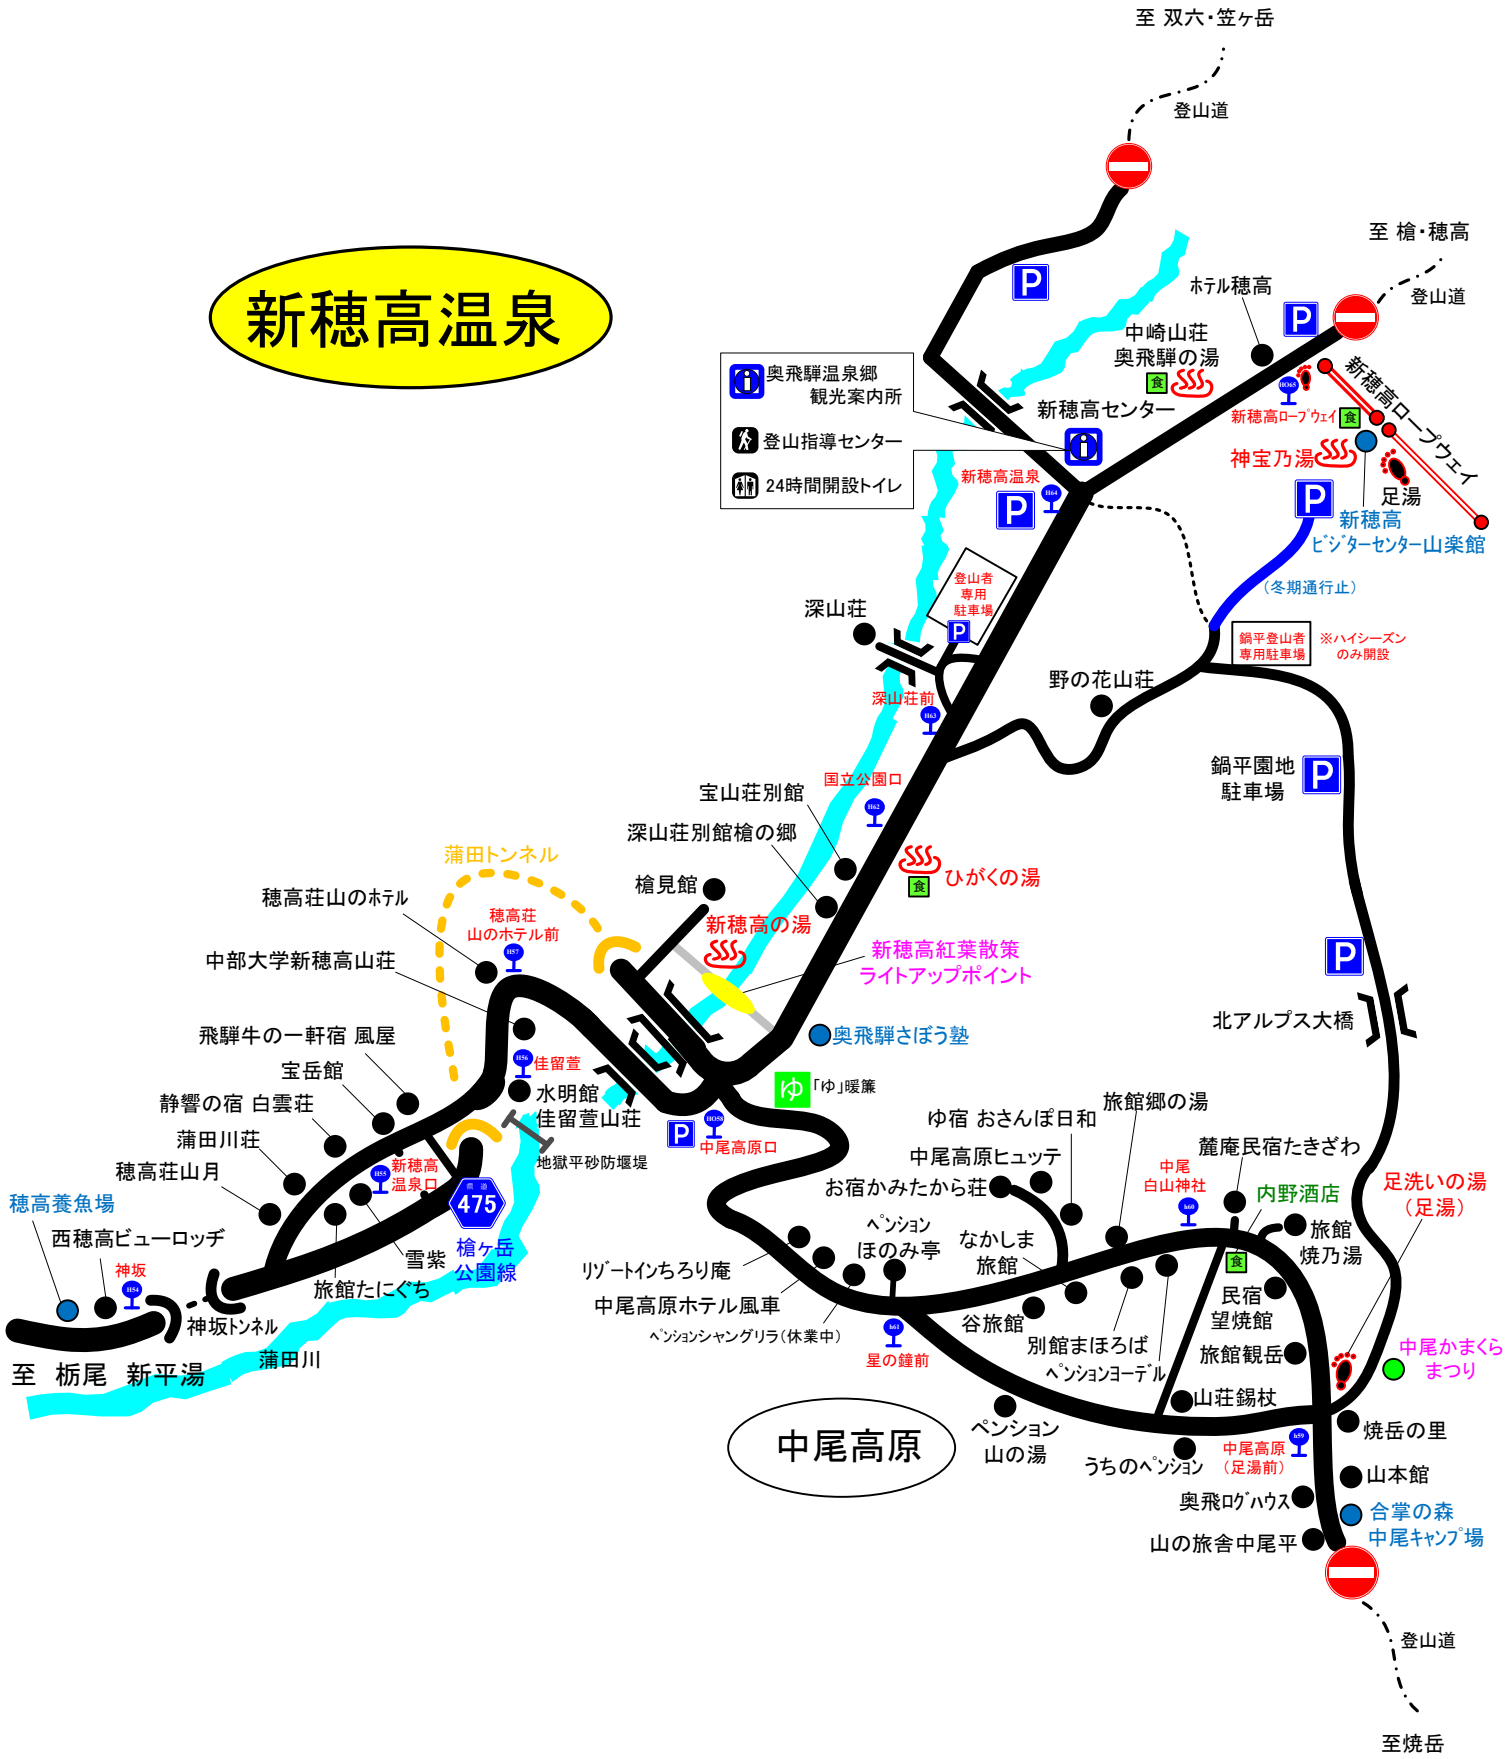 至 双六・笠ヶ岳
登山道
至 槍・穂高
登山道
新穂高温泉
ホテル穂高
P
P
中崎山荘
奥飛騨の湯
食
新穂高センター
奥飛騨温泉郷
観光案内所
登山指導センター
24時間開設トイレ
HO65
新穂高ロープウェイ
食
新穂高ロープウェイ
神宝乃湯
足湯
新穂高
ビジターセンター山楽館
新穂高温泉
H64
P
P
(冬期通行止)
登山者
専用
駐車場
P
深山荘
鍋平登山者
専用駐車場
※ハイシーズン
のみ開設
野の花山荘
深山荘前
H63
鍋平園地
駐車場
P
国立公園口
H62
宝山荘別館
深山荘別館槍の郷
ひがくの湯
食
蒲田トンネル
槍見館
穂高荘山のホテル
穂高荘
山のホテル前
H57
新穂高の湯
新穂高紅葉散策
ライトアップポイント
P
中部大学新穂高山荘
北アルプス大橋
奥飛騨さぼう塾
飛騨牛の一軒宿 風屋
宝岳館
H56
佳留萱
水明館
佳留萱山荘
ゆ
「ゆ」暖簾
静響の宿 白雲荘
蒲田川荘
穂高荘山月
P
HO58
中尾高原口
地獄平砂防堰堤
新穂高
温泉口
H55
県道
475
槍ヶ岳
公園線
雪紫
旅館たにぐち
穂高養魚場
西穂高ビューロッヂ
神坂
H54
神坂トンネル
蒲田川
至 栃尾 新平湯
旅館郷の湯
ゆ宿 おさんぽ日和
中尾高原ヒュッテ
お宿かみたから荘
中尾
白山神社
h60
麓庵民宿たきざわ
内野酒店
食
旅館
焼乃湯
足洗いの湯
(足湯)
ペンション
ほのみ亭
なかしま
旅館
リゾートインちろり庵
中尾高原ホテル風車
ペンションシャングリラ(休業中)
h61
星の鐘前
谷旅館
別館まほろば
ペンションヨーデル
民宿
望焼館
旅館観岳
中尾かまくら
まつり
山荘錫杖
中尾高原
ペンション
山の湯
うちのペンション
中尾高原
(足湯前)
h59
焼岳の里
山本館
奥飛ログハウス
合掌の森
中尾キャンプ場
山の旅舎中尾平
登山道
至焼岳